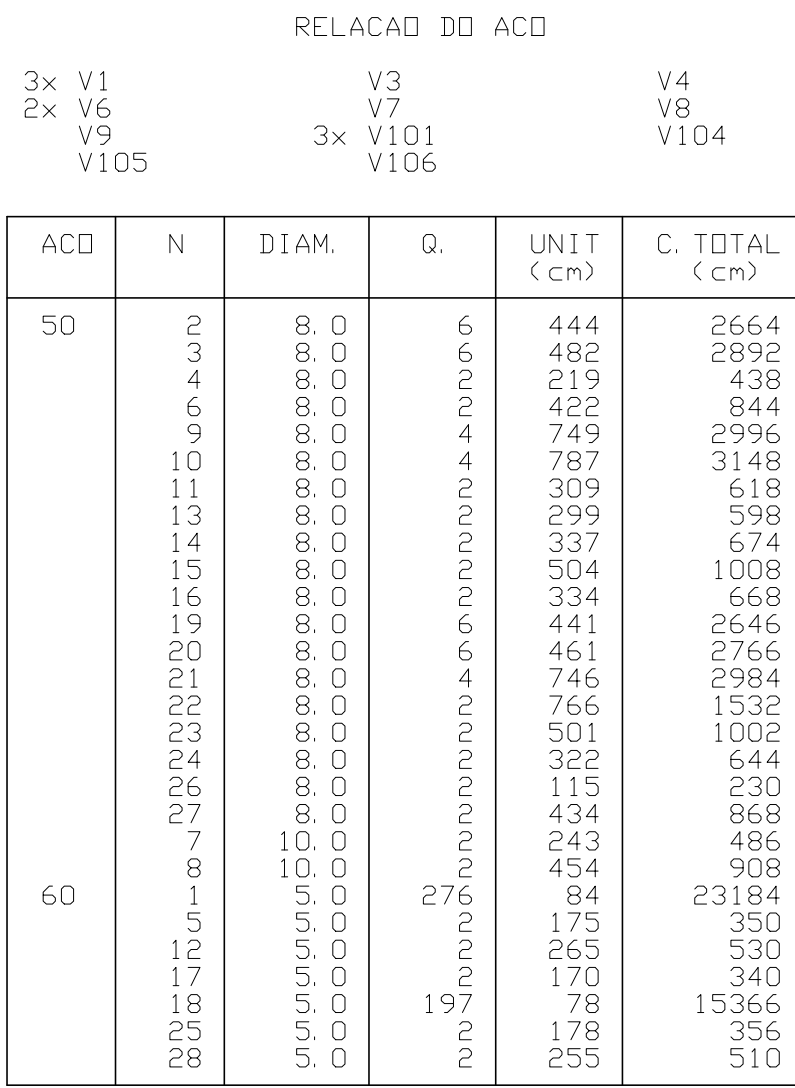 RELACAO DO ACO
3x V1 V3 V4
2x V6 V7 V8
V9 3x V101 V104
V105 V106
ACO N DIAM. Q. UNIT C. TOTAL
(cm) (cm)
50 2 8.0 6 444 2664
3 8.0 6 482 2892
4 8.0 2 219 438
6 8.0 2 422 844
9 8.0 4 749 2996
10 8.0 4 787 3148
11 8.0 2 309 618
13 8.0 2 299 598
14 8.0 2 337 674
15 8.0 2 504 1008
16 8.0 2 334 668
19 8.0 6 441 2646
20 8.0 6 461 2766
21 8.0 4 746 2984
22 8.0 2 766 1532
23 8.0 2 501 1002
24 8.0 2 322 644
26 8.0 2 115 230
27 8.0 2 434 868
7 10.0 2 243 486
8 10.0 2 454 908
60 1 5.0 276 84 23184
5 5.0 2 175 350
12 5.0 2 265 530
17 5.0 2 170 340
18 5.0 197 78 15366
25 5.0 2 178 356
28 5.0 2 255 510